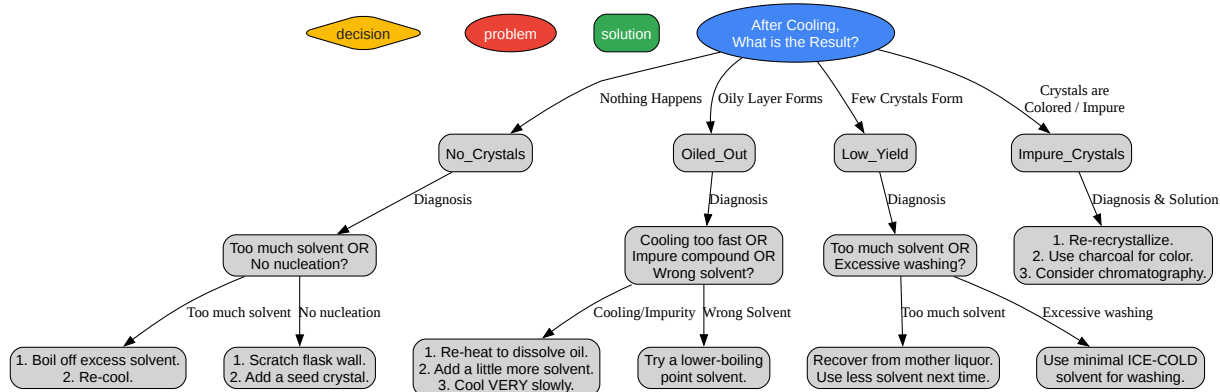 decision
problem
solution
After Cooling,
What is the Result?
Nothing Happens
Oily Layer Forms
Few Crystals Form
Crystals are
Colored / Impure
No_Crystals
Oiled_Out
Low_Yield
Impure_Crystals
Diagnosis
Diagnosis
Diagnosis
Diagnosis & Solution
Too much solvent OR
No nucleation?
Cooling too fast OR
Impure compound OR
Wrong solvent?
Too much solvent OR
Excessive washing?
1. Re-recrystallize.
2. Use charcoal for color.
3. Consider chromatography.
Too much solvent
No nucleation
Cooling/Impurity
Wrong Solvent
Too much solvent
Excessive washing
1. Boil off excess solvent.
2. Re-cool.
1. Scratch flask wall.
2. Add a seed crystal.
1. Re-heat to dissolve oil.
2. Add a little more solvent.
3. Cool VERY slowly.
Try a lower-boiling
point solvent.
Recover from mother liquor.
Use less solvent next time.
Use minimal ICE-COLD
solvent for washing.